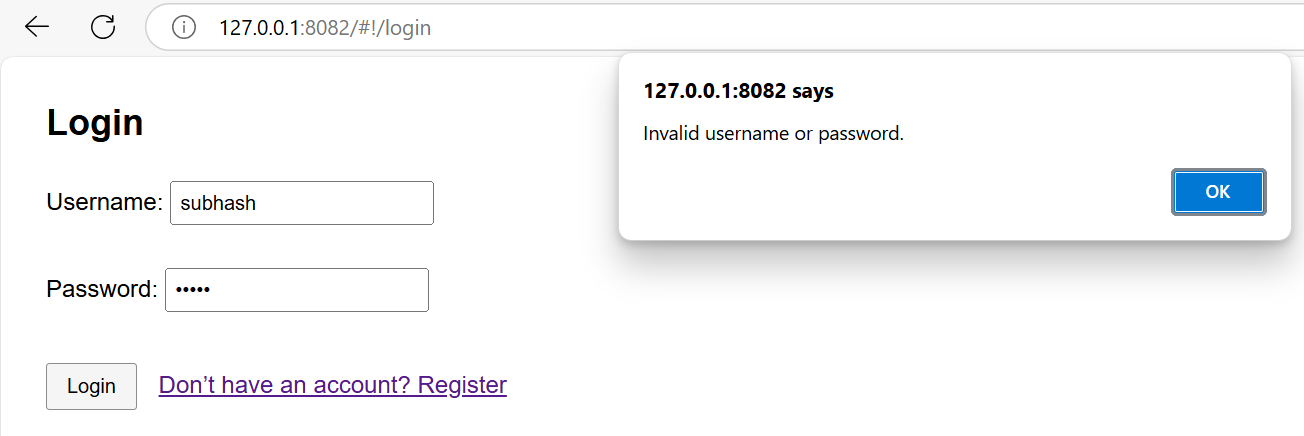 127.0.0.1:8082/#!/login
127.0.0.1:8082 says
Invalid username or password.
OK
Login
Username: subhash
Password: •••••
Login Don’t have an account? Register